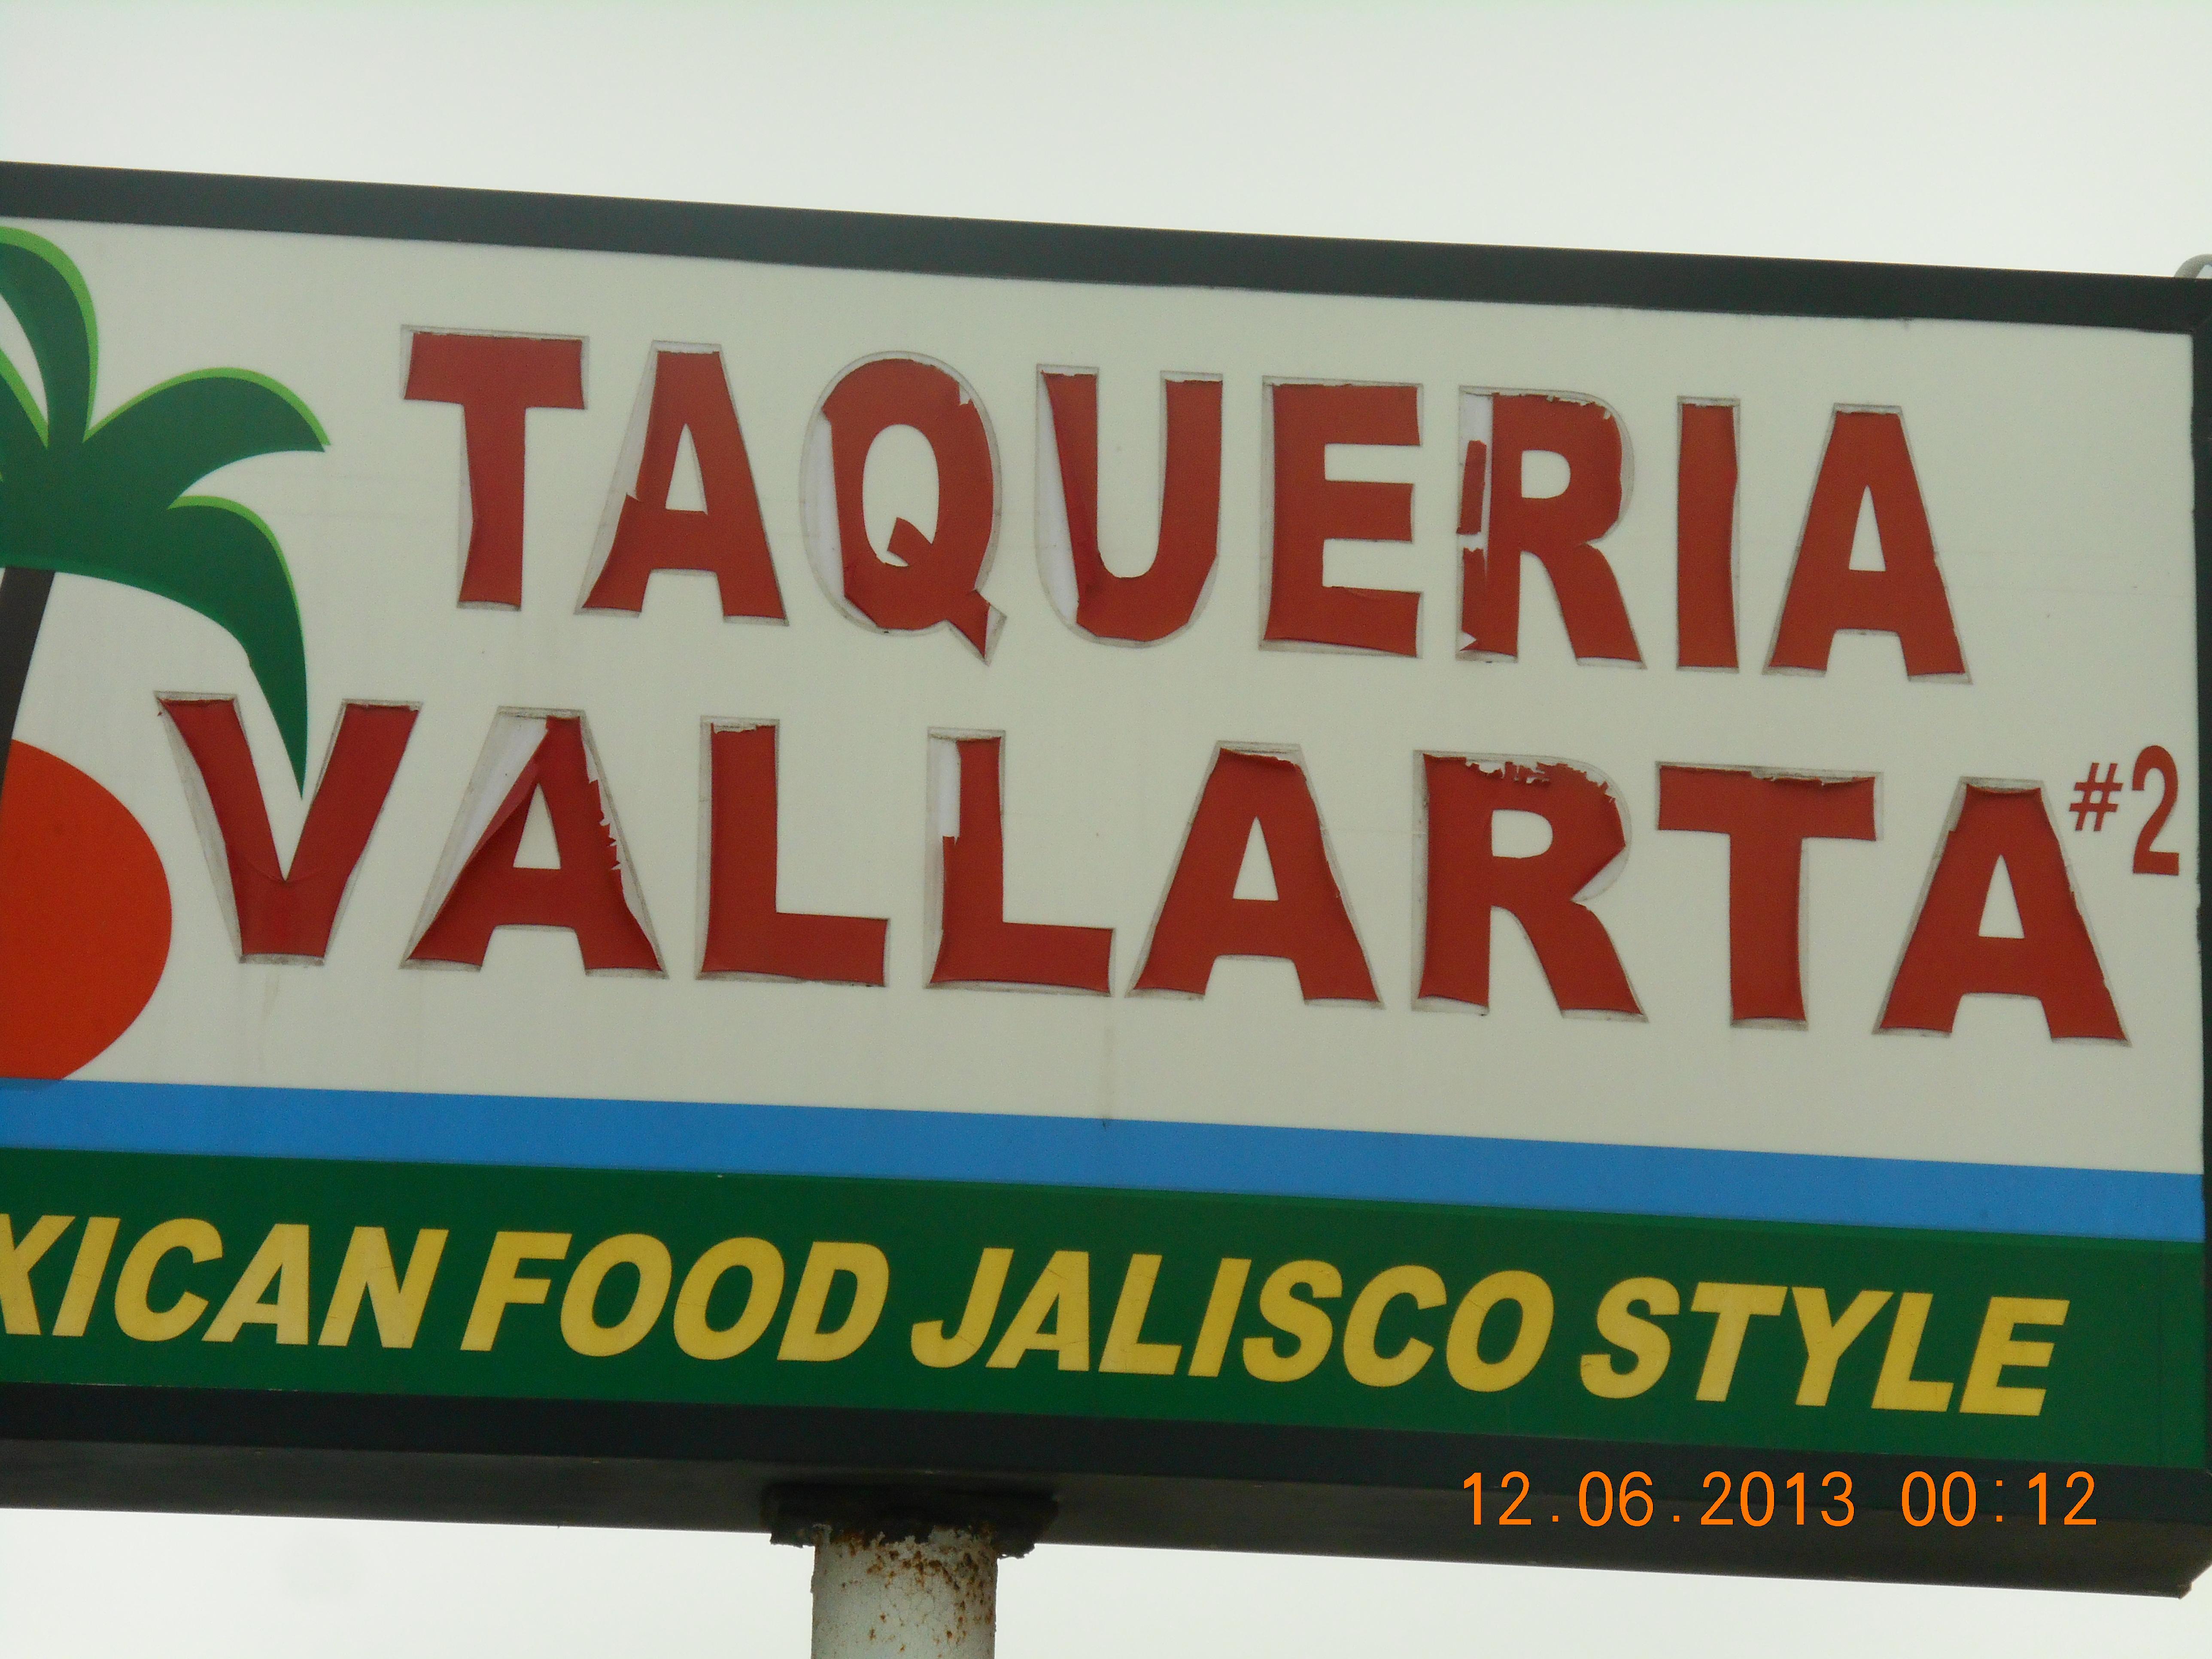 TAQUERIA
VALLARTA #2
XICAN FOOD JALISCO STYLE
12.06.2013 00:12